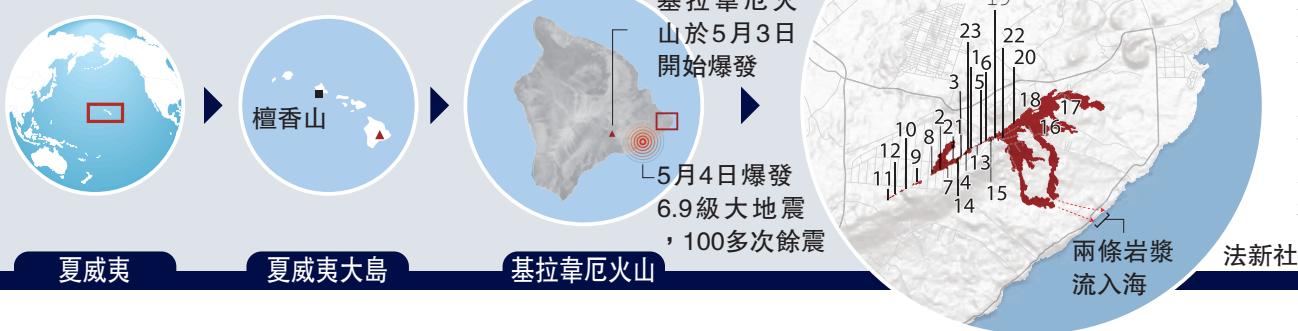 檀香山
基拉韋厄火
山於5月3日
開始爆發
5月4日爆發
6.9級大地震
，100多次餘震
19
23
22
16
20
3
5
18
17
2
21
16
10
8
12
9
13
11
7
4
15
14
兩條岩漿
流入海
法新社
夏威夷
夏威夷大島
基拉韋厄火山